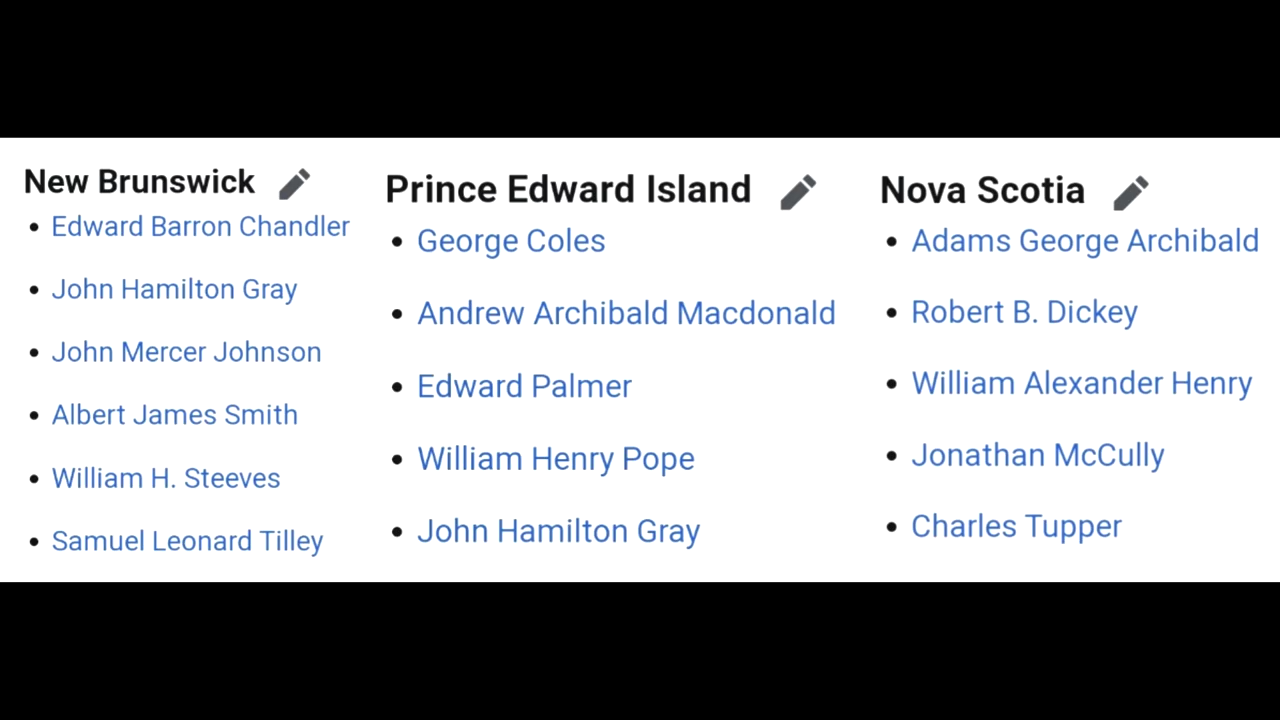 New Brunswick
Edward Barron Chandler
John Hamilton Gray
John Mercer Johnson
Albert James Smith
William H. Steeves
Samuel Leonard Tilley
Prince Edward Island
George Coles
Andrew Archibald Macdonald
Edward Palmer
William Henry Pope
John Hamilton Gray
Nova Scotia
Adams George Archibald
Robert B. Dickey
William Alexander Henry
Jonathan McCully
Charles Tupper